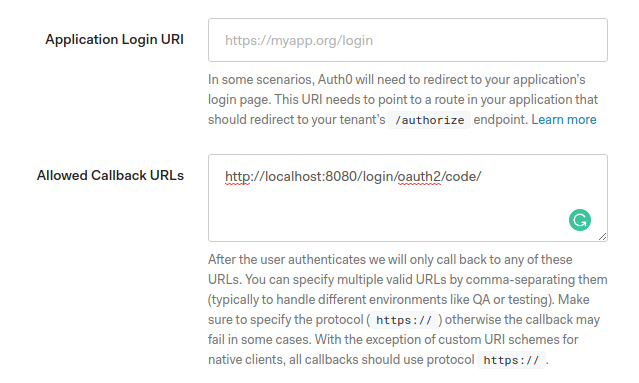 Application Login URI
https://myapp.org/login
In some scenarios, Auth0 will need to redirect to your application's
login page. This URI needs to point to a route in your application that
should redirect to your tenant's /authorize endpoint. Learn more
Allowed Callback URLs
http://localhost:8080/login/oauth2/code/
After the user authenticates we will only call back to any of these
URLs. You can specify multiple valid URLs by comma-separating them
(typically to handle different environments like QA or testing). Make
sure to specify the protocol ( https:// ) otherwise the callback may
fail in some cases. With the exception of custom URI schemes for
native clients, all callbacks should use protocol https:// .